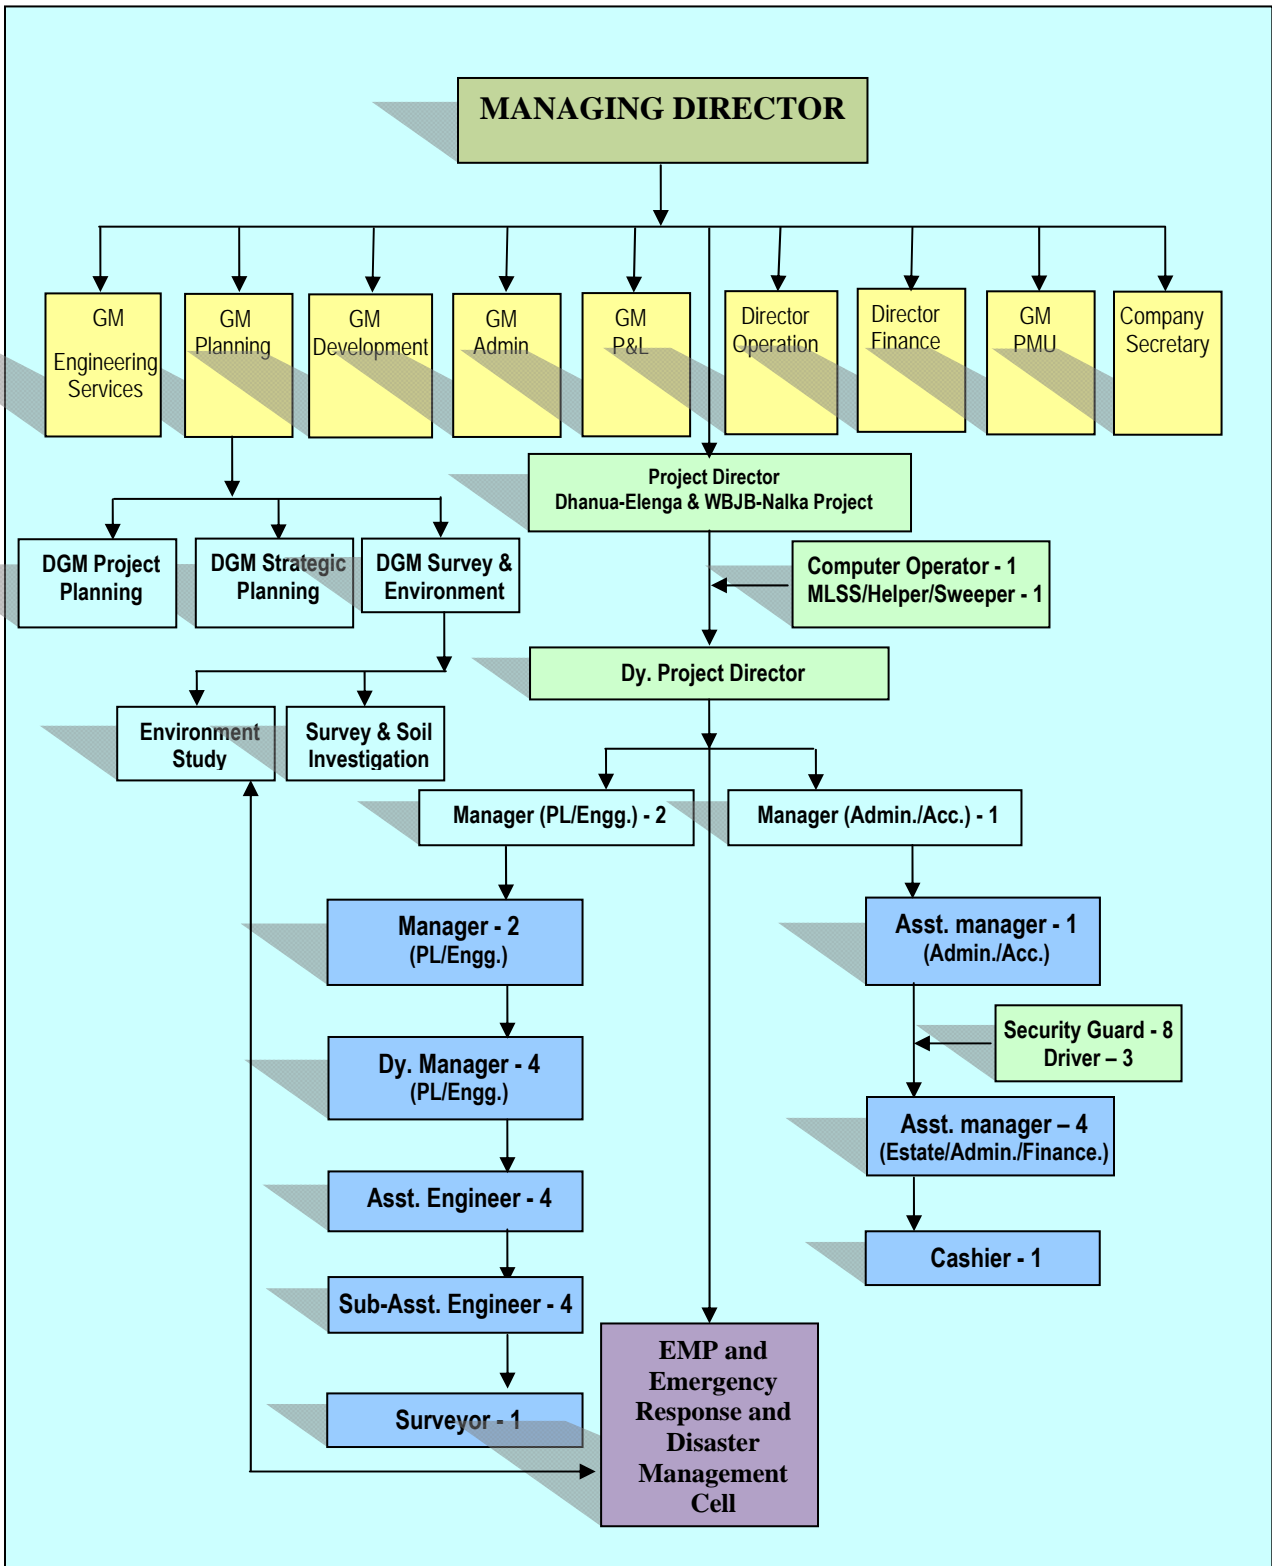 MANAGING DIRECTOR
GM
Engineering
Services
GM
Planning
GM
Development
GM
Admin
GM
P&L
Director
Operation
Director
Finance
GM
PMU
Company
Secretary
Project Director
Dhanua-Elenga & WBJB-Nalka Project
DGM Project
Planning
DGM Strategic
Planning
DGM Survey &
Environment
Computer Operator - 1
MLSS/Helper/Sweeper - 1
Dy. Project Director
Environment
Study
Survey & Soil
Investigation
Manager (PL/Engg.) - 2
Manager (Admin./Acc.) - 1
Manager - 2
(PL/Engg.)
Asst. manager - 1
(Admin./Acc.)
Security Guard - 8
Driver – 3
Dy. Manager - 4
(PL/Engg.)
Asst. manager – 4
(Estate/Admin./Finance.)
Asst. Engineer - 4
Cashier - 1
Sub-Asst. Engineer - 4
Surveyor - 1
EMP and
Emergency
Response and
Disaster
Management
Cell